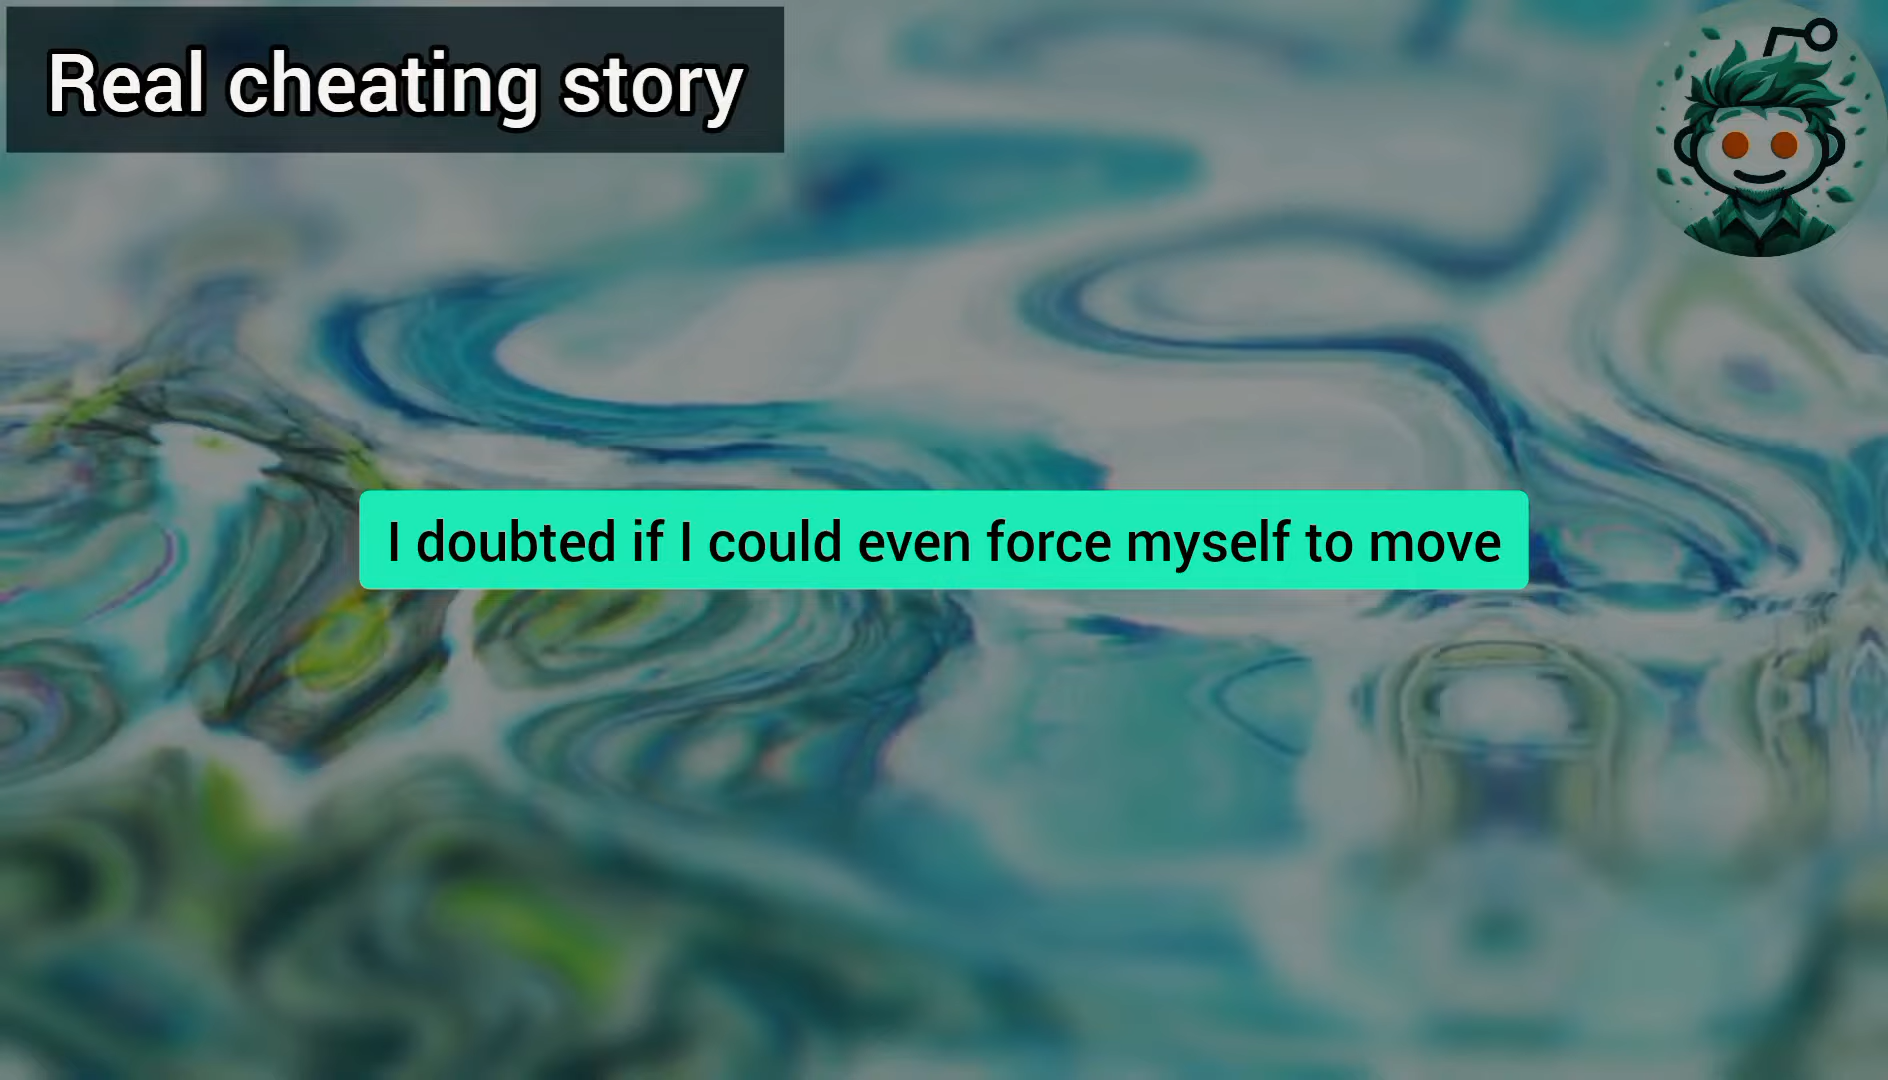 Real cheating story
I doubted if I could even force myself to move